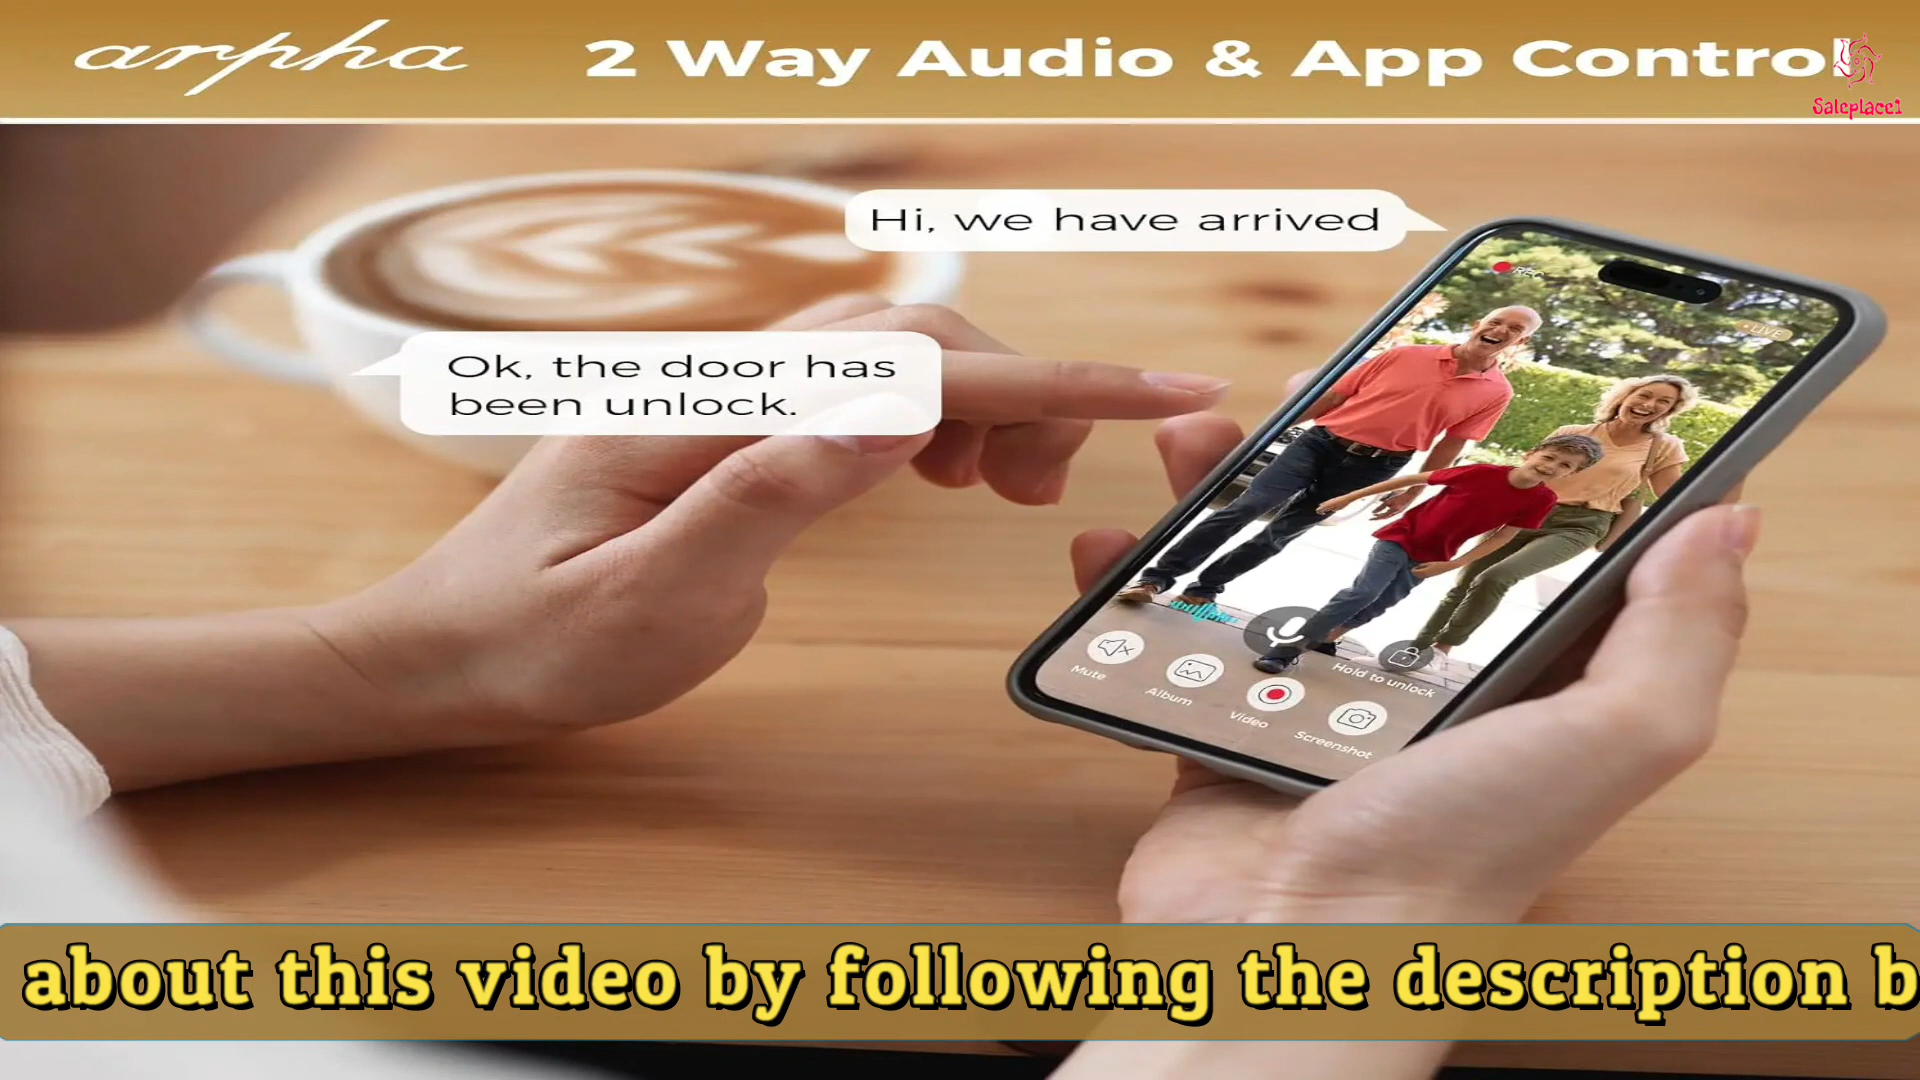 arpha
2 Way Audio & App Control
Saleplace1
Hi, we have arrived
REC
LIVE
Ok, the door has
been unlock.
Hold to unlock
Mute
Album
Video
Screenshot
about this video by following the description b